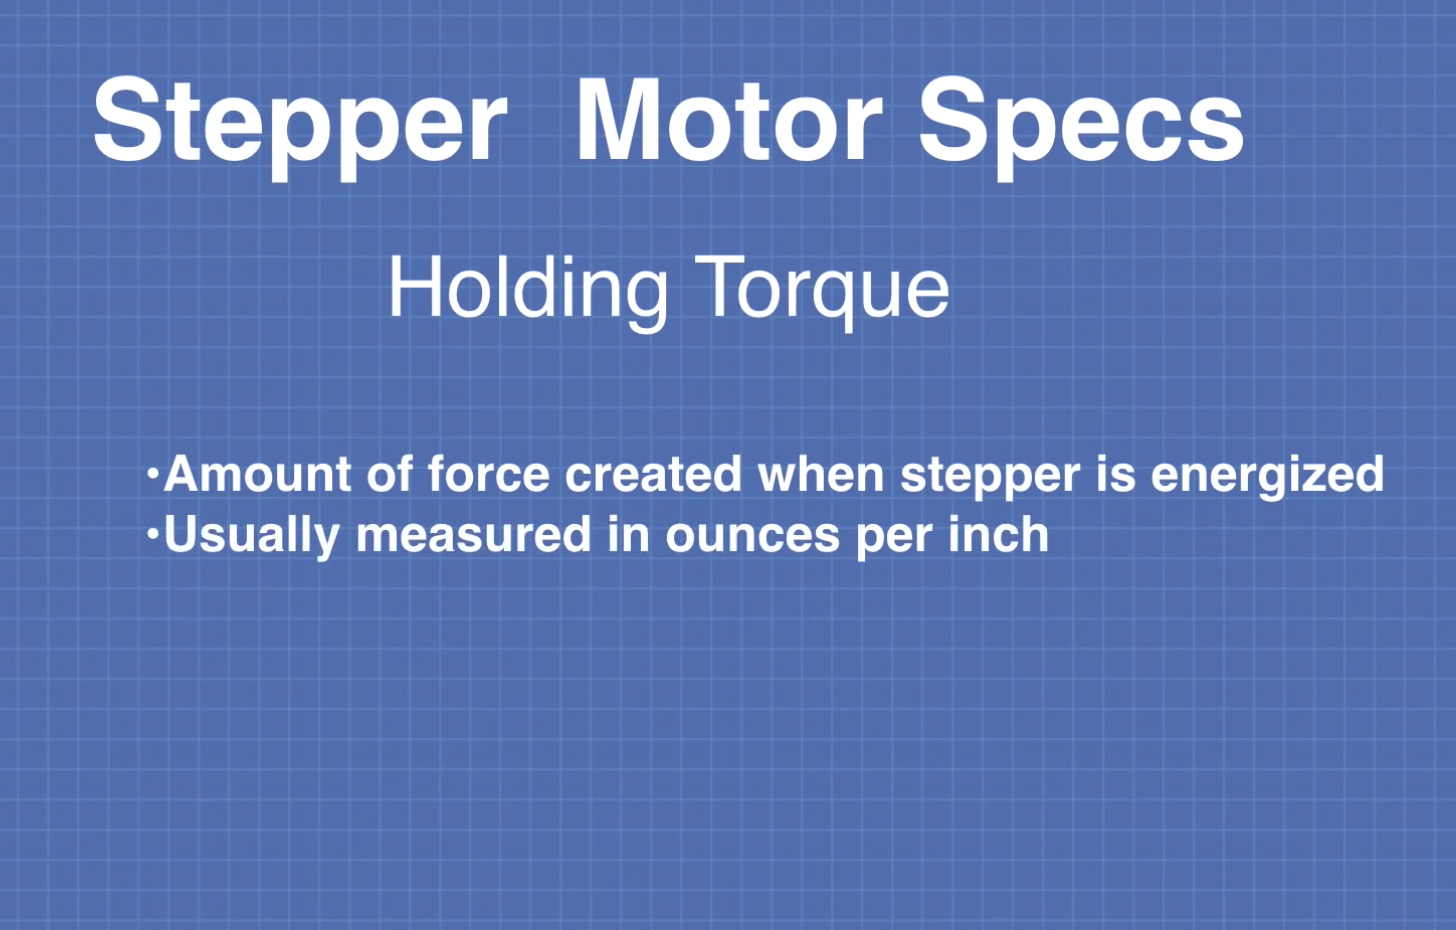 Stepper  Motor Specs
Holding Torque
•Amount of force created when stepper is energized
•Usually measured in ounces per inch